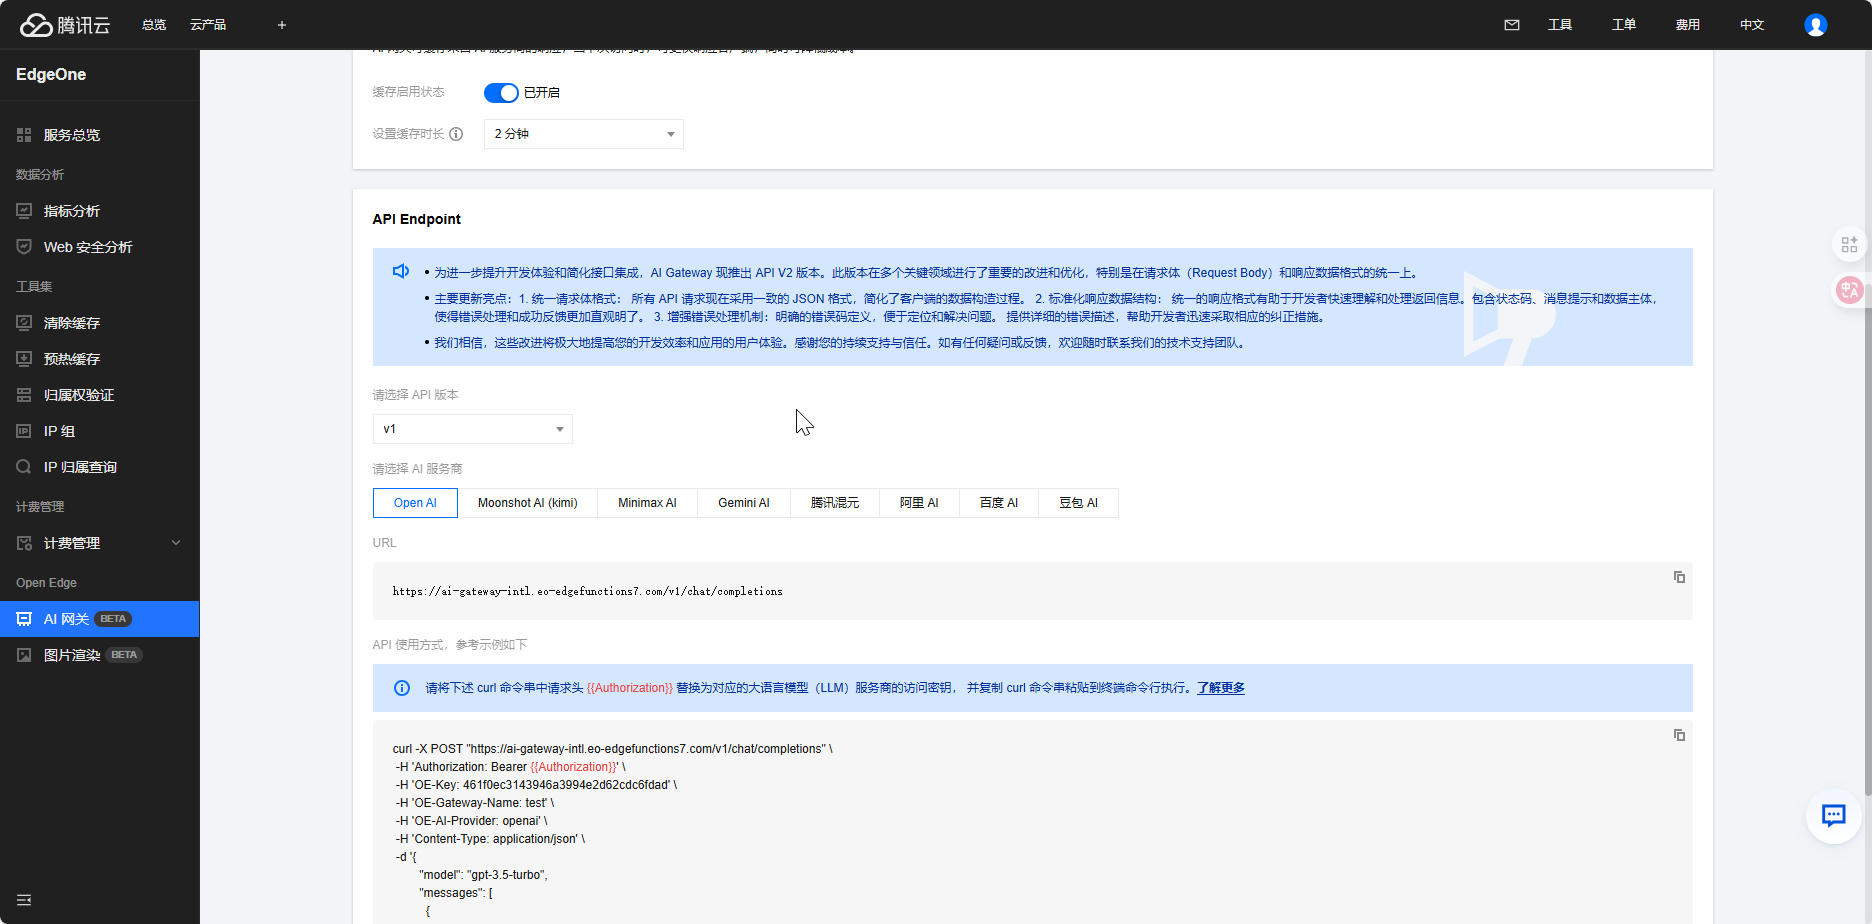 腾讯云
总览
云产品
+
工具
工单
费用
中文
EdgeOne
服务总览
数据分析
指标分析
Web 安全分析
工具集
清除缓存
预热缓存
归属权验证
IP 组
IP 归属查询
计费管理
计费管理
Open Edge
AI 网关 BETA
图片渲染 BETA
缓存启用状态
已开启
设置缓存时长
2 分钟
API Endpoint
• 为进一步提升开发体验和简化接口集成，AI Gateway 现推出 API V2 版本。此版本在多个关键领域进行了重要的改进和优化，特别是在请求体（Request Body）和响应数据格式的统一上。
• 主要更新亮点：1. 统一请求体格式： 所有 API 请求现在采用一致的 JSON 格式，简化了客户端的数据构造过程。 2. 标准化响应数据结构： 统一的响应格式有助于开发者快速理解和处理返回信息。包含状态码、消息提示和数据主体，
使得错误处理和成功反馈更加直观明了。 3. 增强错误处理机制：明确的错误码定义，便于定位和解决问题。 提供详细的错误描述，帮助开发者迅速采取相应的纠正措施。
• 我们相信，这些改进将极大地提高您的开发效率和应用的用户体验。感谢您的持续支持与信任。如有任何疑问或反馈，欢迎随时联系我们的技术支持团队。
请选择 API 版本
v1
请选择 AI 服务商
Open AI
Moonshot AI (kimi)
Minimax AI
Gemini AI
腾讯混元
阿里 AI
百度 AI
豆包 AI
URL
https://ai-gateway-intl.eo-edgefunctions7.com/v1/chat/completions
API 使用方式，参考示例如下
请将下述 curl 命令串中请求头 {{Authorization}} 替换为对应的大语言模型（LLM）服务商的访问密钥， 并复制 curl 命令串粘贴到终端命令行执行。了解更多
curl -X POST "https://ai-gateway-intl.eo-edgefunctions7.com/v1/chat/completions" \
-H 'Authorization: Bearer {{Authorization}}' \
-H 'OE-Key: 461f0ec3143946a3994e2d62cdc6fdad' \
-H 'OE-Gateway-Name: test' \
-H 'OE-AI-Provider: openai' \
-H 'Content-Type: application/json' \
-d '{
"model": "gpt-3.5-turbo",
"messages": [
{